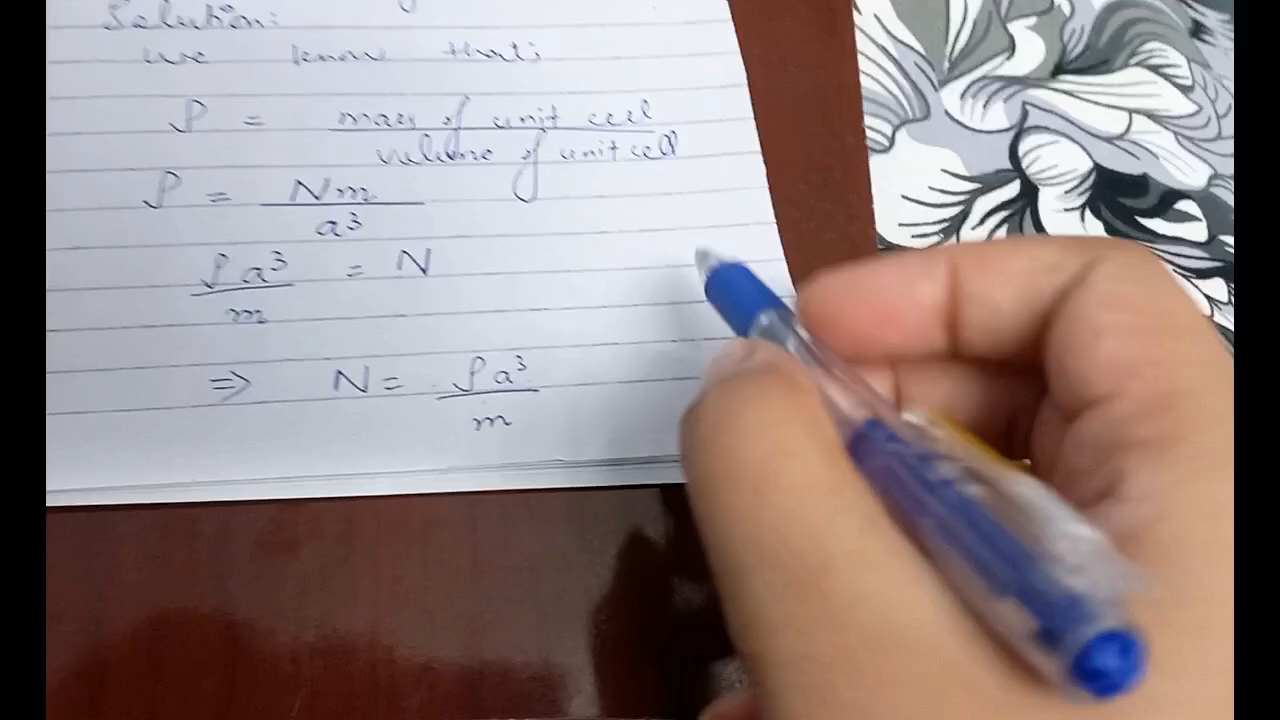 Solution:
we know that;
ρ = mass of unit cell / volume of unit cell
ρ = Nm / a³
ρa³ / m = N
=> N = ρa³ / m